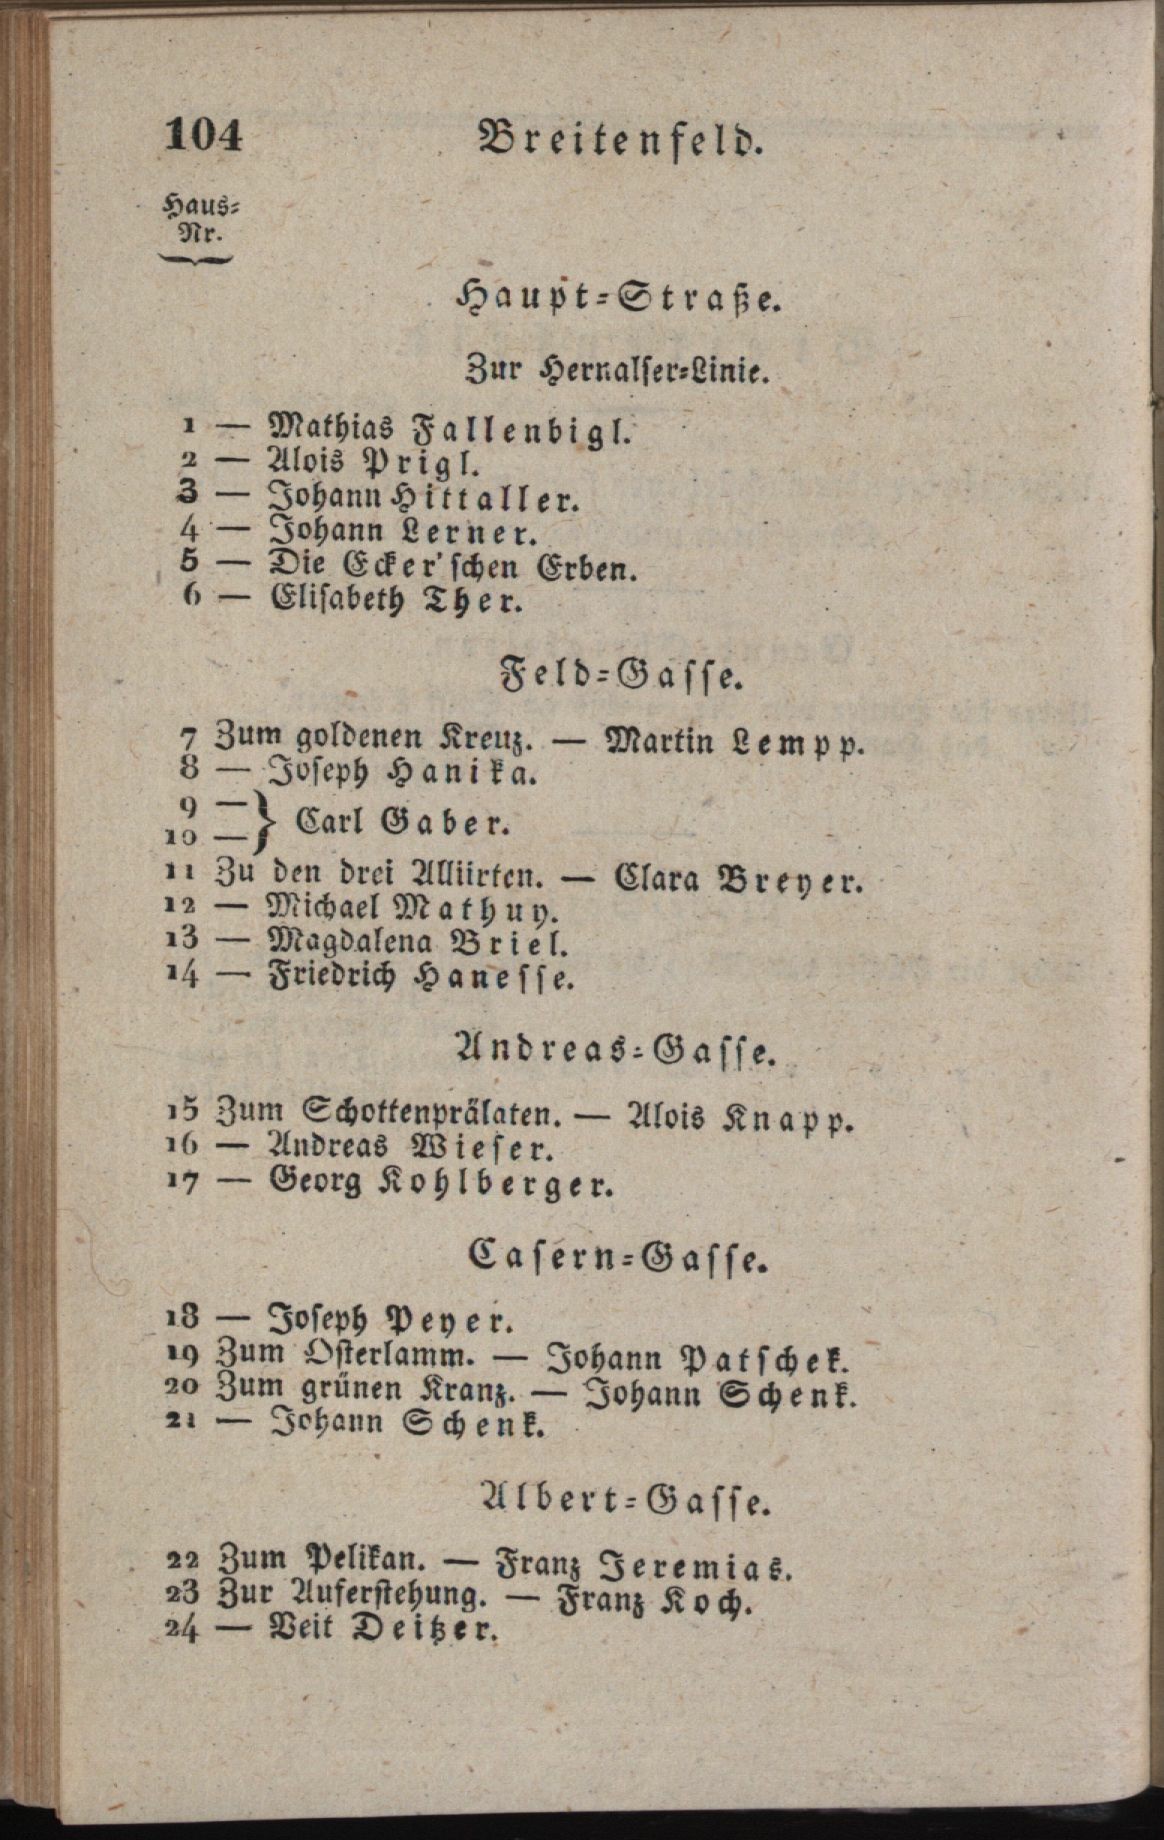 104 Breitenfeld.
Haus-
Nr.
Haupt-Straße.
Zur Hernalser-Linie.
1 — Mathias Fallenbigl.
2 — Alois Prigl.
3 — Johann Hittaller.
4 — Johann Lerner.
5 — Die Ecker'schen Erben.
6 — Elisabeth Ther.
Feld-Gasse.
7 Zum goldenen Kreuz. — Martin Lempp.
8 — Joseph Hanika.
9 —
10 — } Carl Gaber.
11 Zu den drei Alliirten. — Clara Breyer.
12 — Michael Mathuy.
13 — Magdalena Briel.
14 — Friedrich Hanesse.
Andreas-Gasse.
15 Zum Schottenprälaten. — Alois Knapp.
16 — Andreas Wieser.
17 — Georg Kohlberger.
Casern-Gasse.
18 — Joseph Peyer.
19 Zum Osterlamm. — Johann Patschek.
20 Zum grünen Kranz. — Johann Schenk.
21 — Johann Schenk.
Albert-Gasse.
22 Zum Pelikan. — Franz Jeremias.
23 Zur Auferstehung. — Franz Koch.
24 — Veit Deitzer.